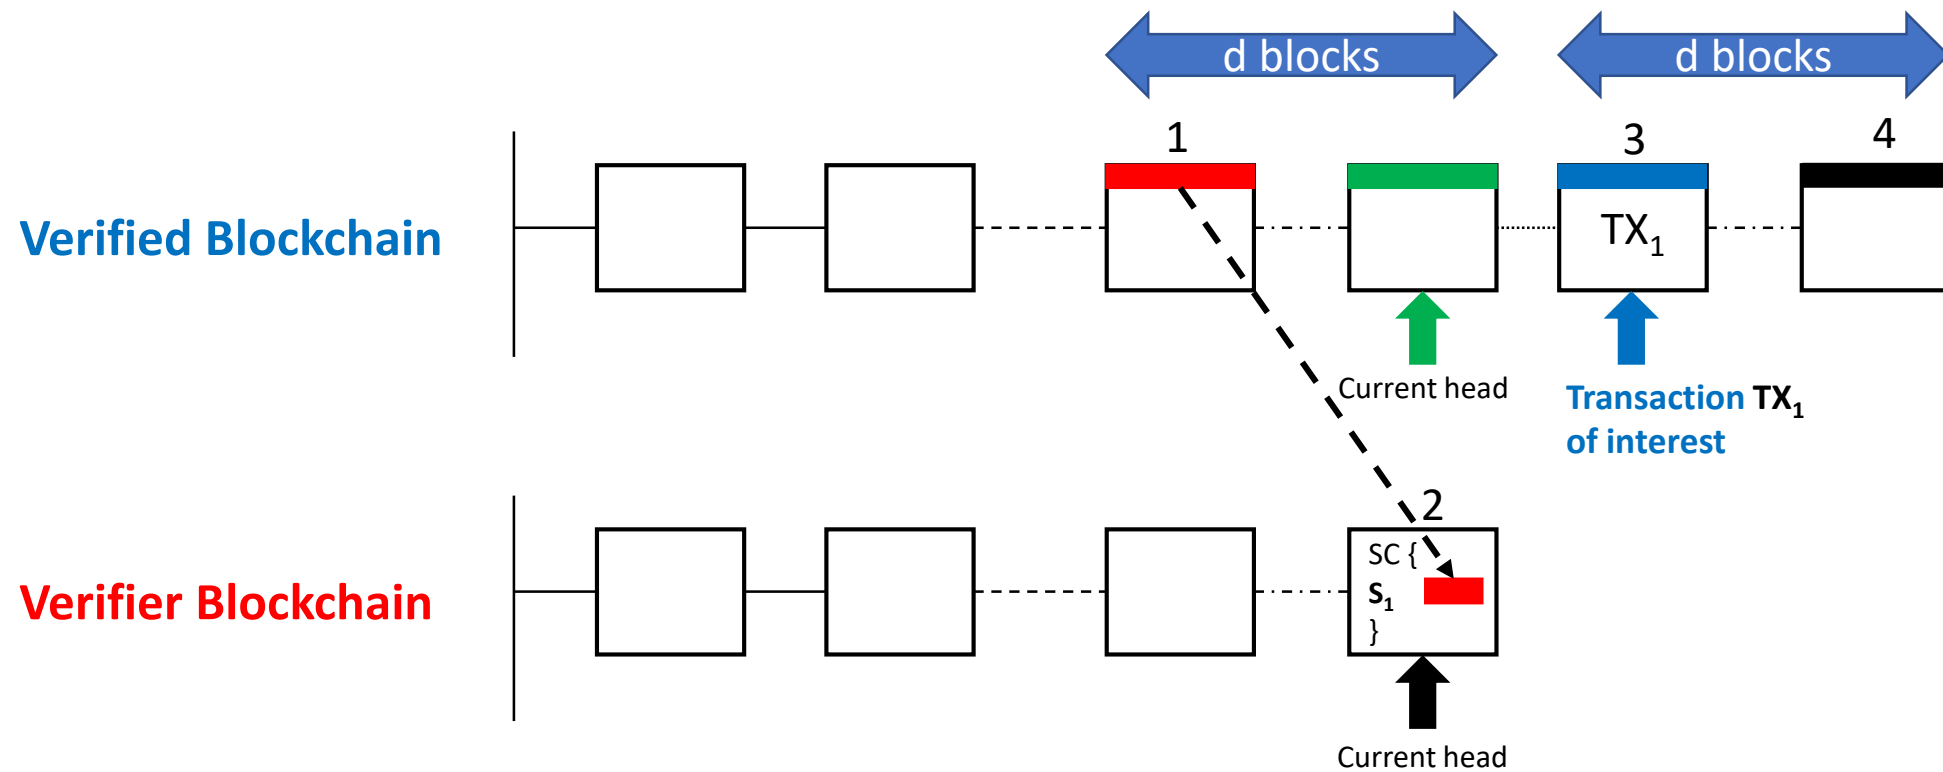 d blocks
d blocks
1
3
4
Verified Blockchain
TX₁
Current head
Transaction TX₁
of interest
2
SC {
Verifier Blockchain
S₁
}
Current head